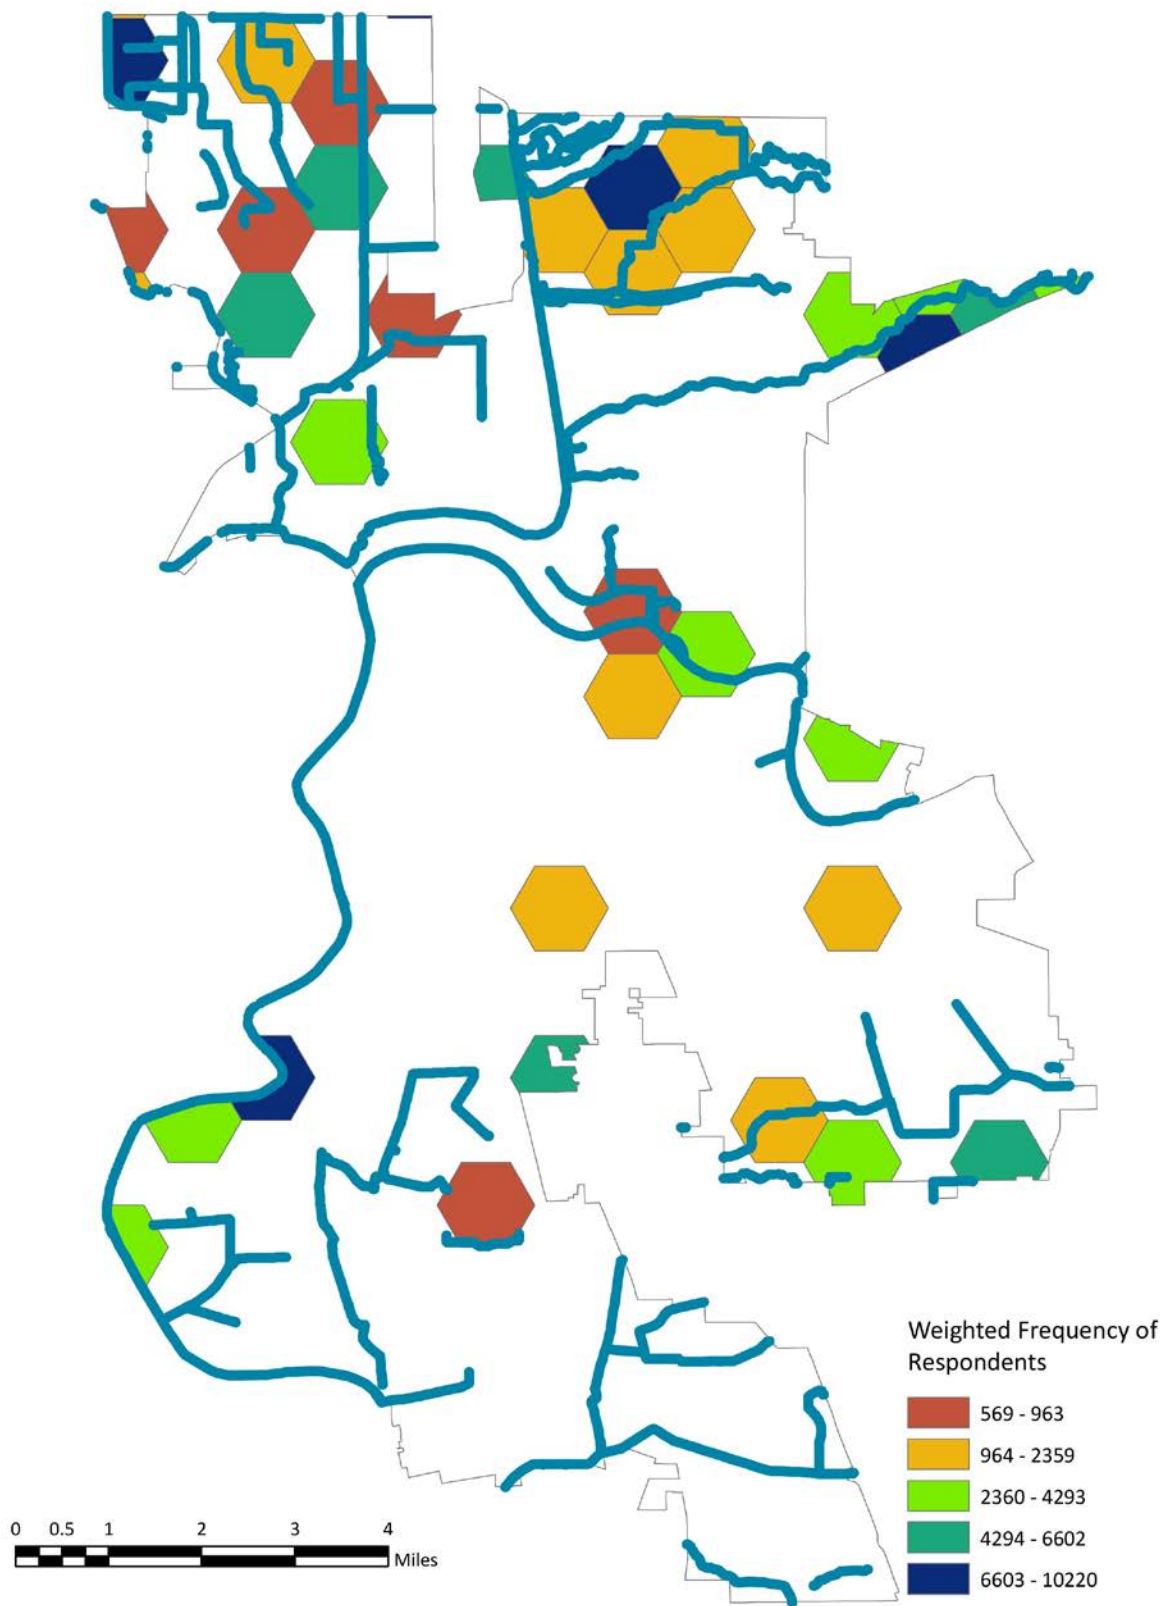 Weighted Frequency of
Respondents
569 - 963
964 - 2359
2360 - 4293
4294 - 6602
6603 - 10220
0 0.5 1 2 3 4
Miles